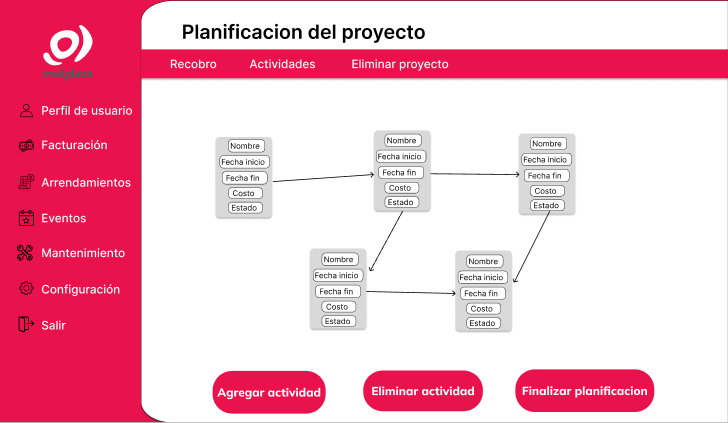 mallplaza
Perfil de usuario
Facturación
Arrendamientos
Eventos
Mantenimiento
Configuración
Salir
Planificacion del proyecto
Recobro Actividades Eliminar proyecto
Nombre
Fecha inicio
Fecha fin
Costo
Estado
Nombre
Fecha inicio
Fecha fin
Costo
Estado
Nombre
Fecha inicio
Fecha fin
Costo
Estado
Nombre
Fecha inicio
Fecha fin
Costo
Estado
Nombre
Fecha inicio
Fecha fin
Costo
Estado
Agregar actividad
Eliminar actividad
Finalizar planificacion